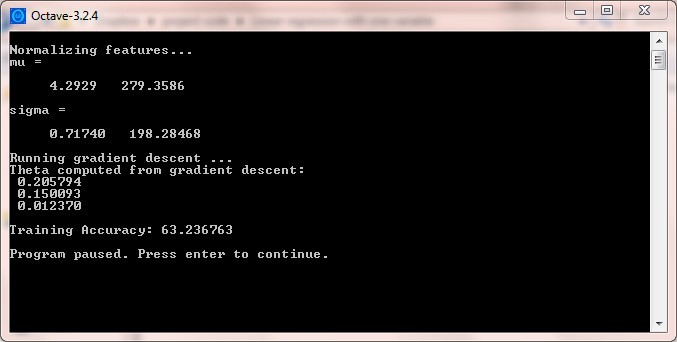 Octave-3.2.4
Normalizing features...
mu =
4.2929 279.3586
sigma =
0.71740 198.28468
Running gradient descent ...
Theta computed from gradient descent:
0.205794
0.150093
0.012370
Training Accuracy: 63.236763
Program paused. Press enter to continue.